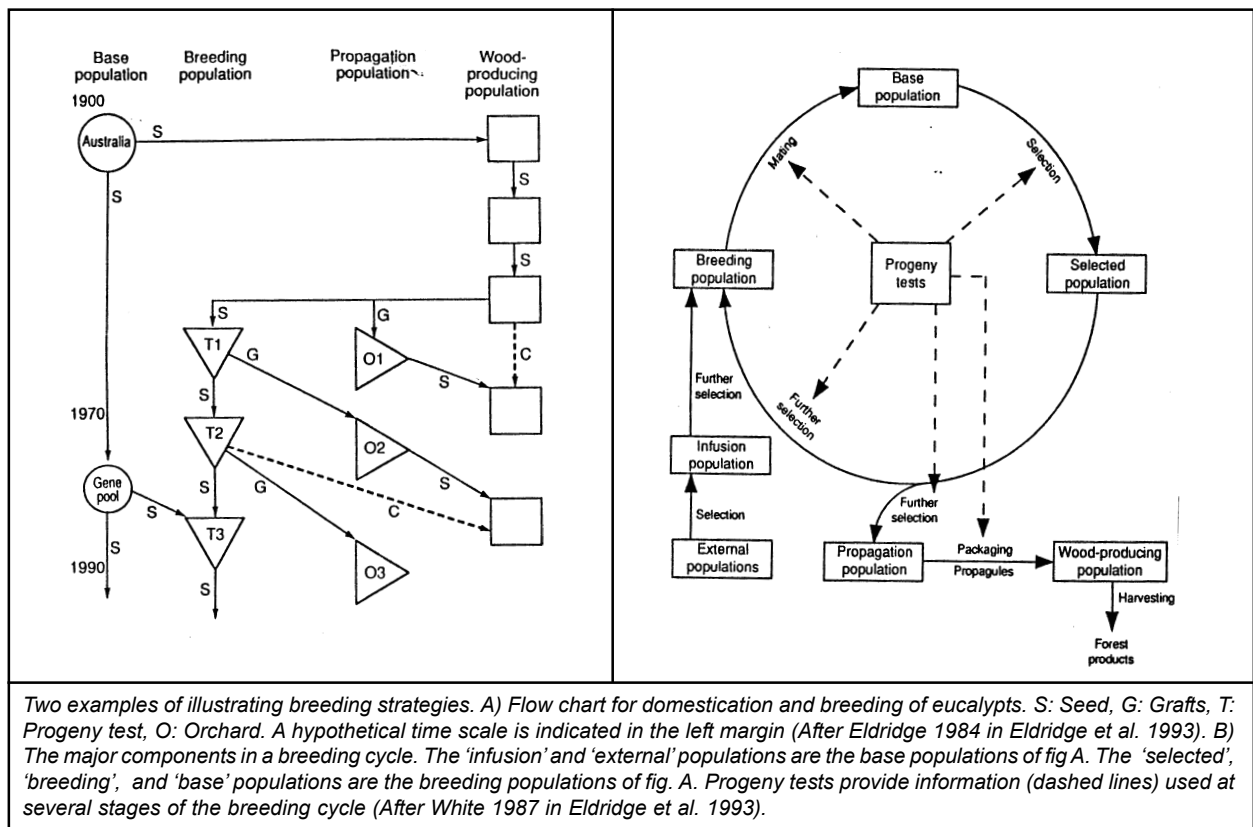 Base
population
Breeding
population
Propagation
population
Wood-
producing
population
1900
Australia
S
S
S
S
S
G
T1
G
O1
S
C
S
1970
T2
O2
S
Gene
pool
S
S
G
C
T3
O3
S
1990
S
Base
population
Mating
Selection
Breeding
population
Progeny
tests
Selected
population
Further
selection
Further
selection
Infusion
population
Selection
Further
selection
External
populations
Propagation
population
Packaging
Propagules
Wood-producing
population
Harvesting
Forest
products
Two examples of illustrating breeding strategies. A) Flow chart for domestication and breeding of eucalypts. S: Seed, G: Grafts, T:
Progeny test, O: Orchard. A hypothetical time scale is indicated in the left margin (After Eldridge 1984 in Eldridge et al. 1993). B)
The major components in a breeding cycle. The ‘infusion’ and ‘external’ populations are the base populations of fig A. The ‘selected’,
‘breeding’, and ‘base’ populations are the breeding populations of fig. A. Progeny tests provide information (dashed lines) used at
several stages of the breeding cycle (After White 1987 in Eldridge et al. 1993).